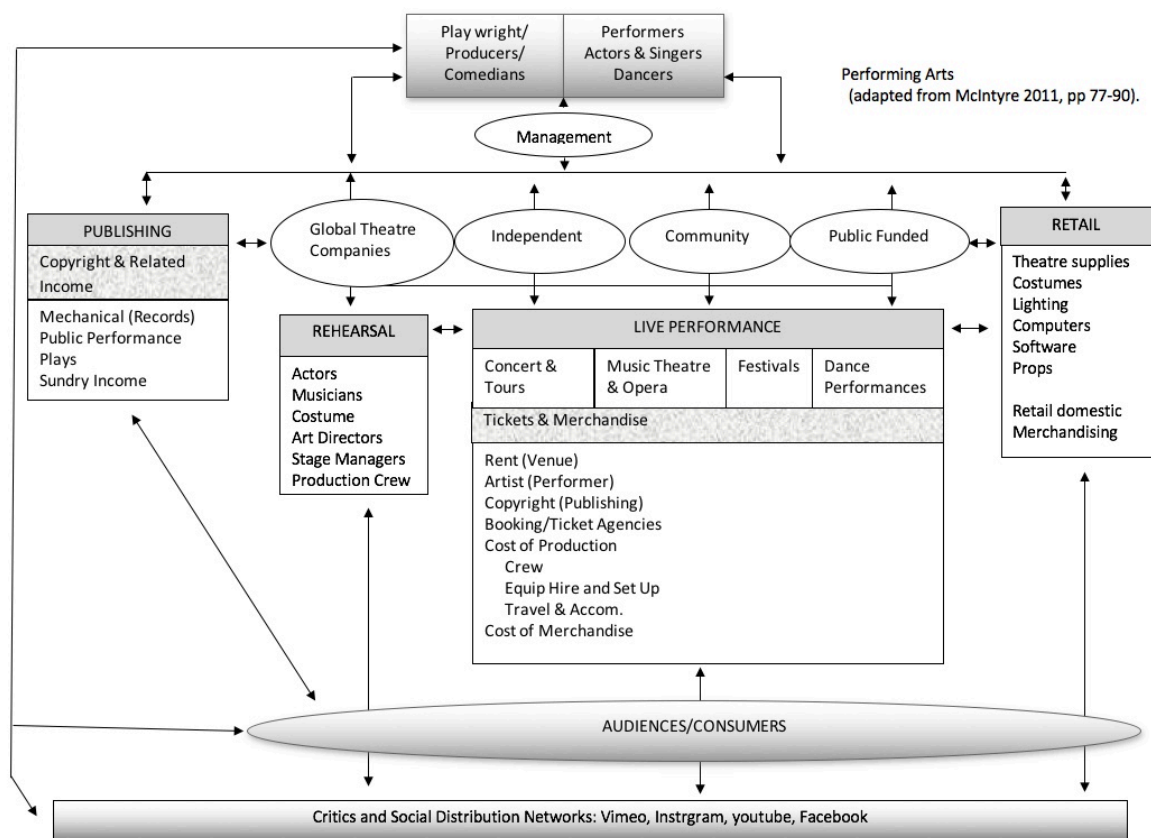 Play wright/
Producers/
Comedians
Performers
Actors & Singers
Dancers
Performing Arts
(adapted from McIntyre 2011, pp 77-90).
Management
PUBLISHING
Copyright & Related
Income
Mechanical (Records)
Public Performance
Plays
Sundry Income
Global Theatre
Companies
Independent
Community
Public Funded
RETAIL
Theatre supplies
Costumes
Lighting
Computers
Software
Props
Retail domestic
Merchandising
REHEARSAL
Actors
Musicians
Costume
Art Directors
Stage Managers
Production Crew
LIVE PERFORMANCE
Concert &
Tours
Music Theatre
& Opera
Festivals
Dance
Performances
Tickets & Merchandise
Rent (Venue)
Artist (Performer)
Copyright (Publishing)
Booking/Ticket Agencies
Cost of Production
Crew
Equip Hire and Set Up
Travel & Accom.
Cost of Merchandise
AUDIENCES/CONSUMERS
Critics and Social Distribution Networks: Vimeo, Instrgram, youtube, Facebook